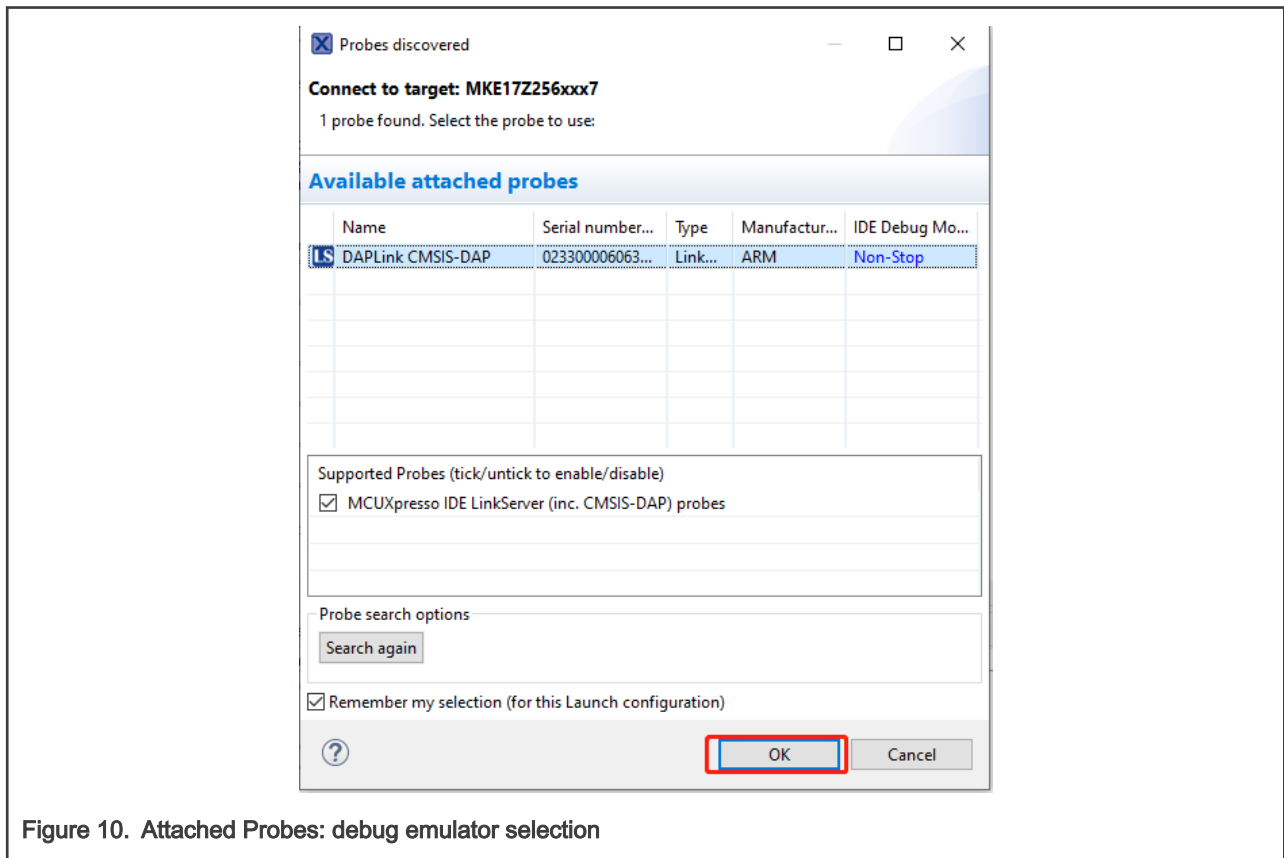 Probes discovered
Connect to target: MKE17Z256xxx7
1 probe found. Select the probe to use:
Available attached probes
Name Serial number... Type Manufactur... IDE Debug Mo...
LS DAPLink CMSIS-DAP 023300006063... Link... ARM Non-Stop
Supported Probes (tick/untick to enable/disable)
MCUXpresso IDE LinkServer (inc. CMSIS-DAP) probes
Probe search options
Search again
Remember my selection (for this Launch configuration)
? OK Cancel
Figure 10. Attached Probes: debug emulator selection